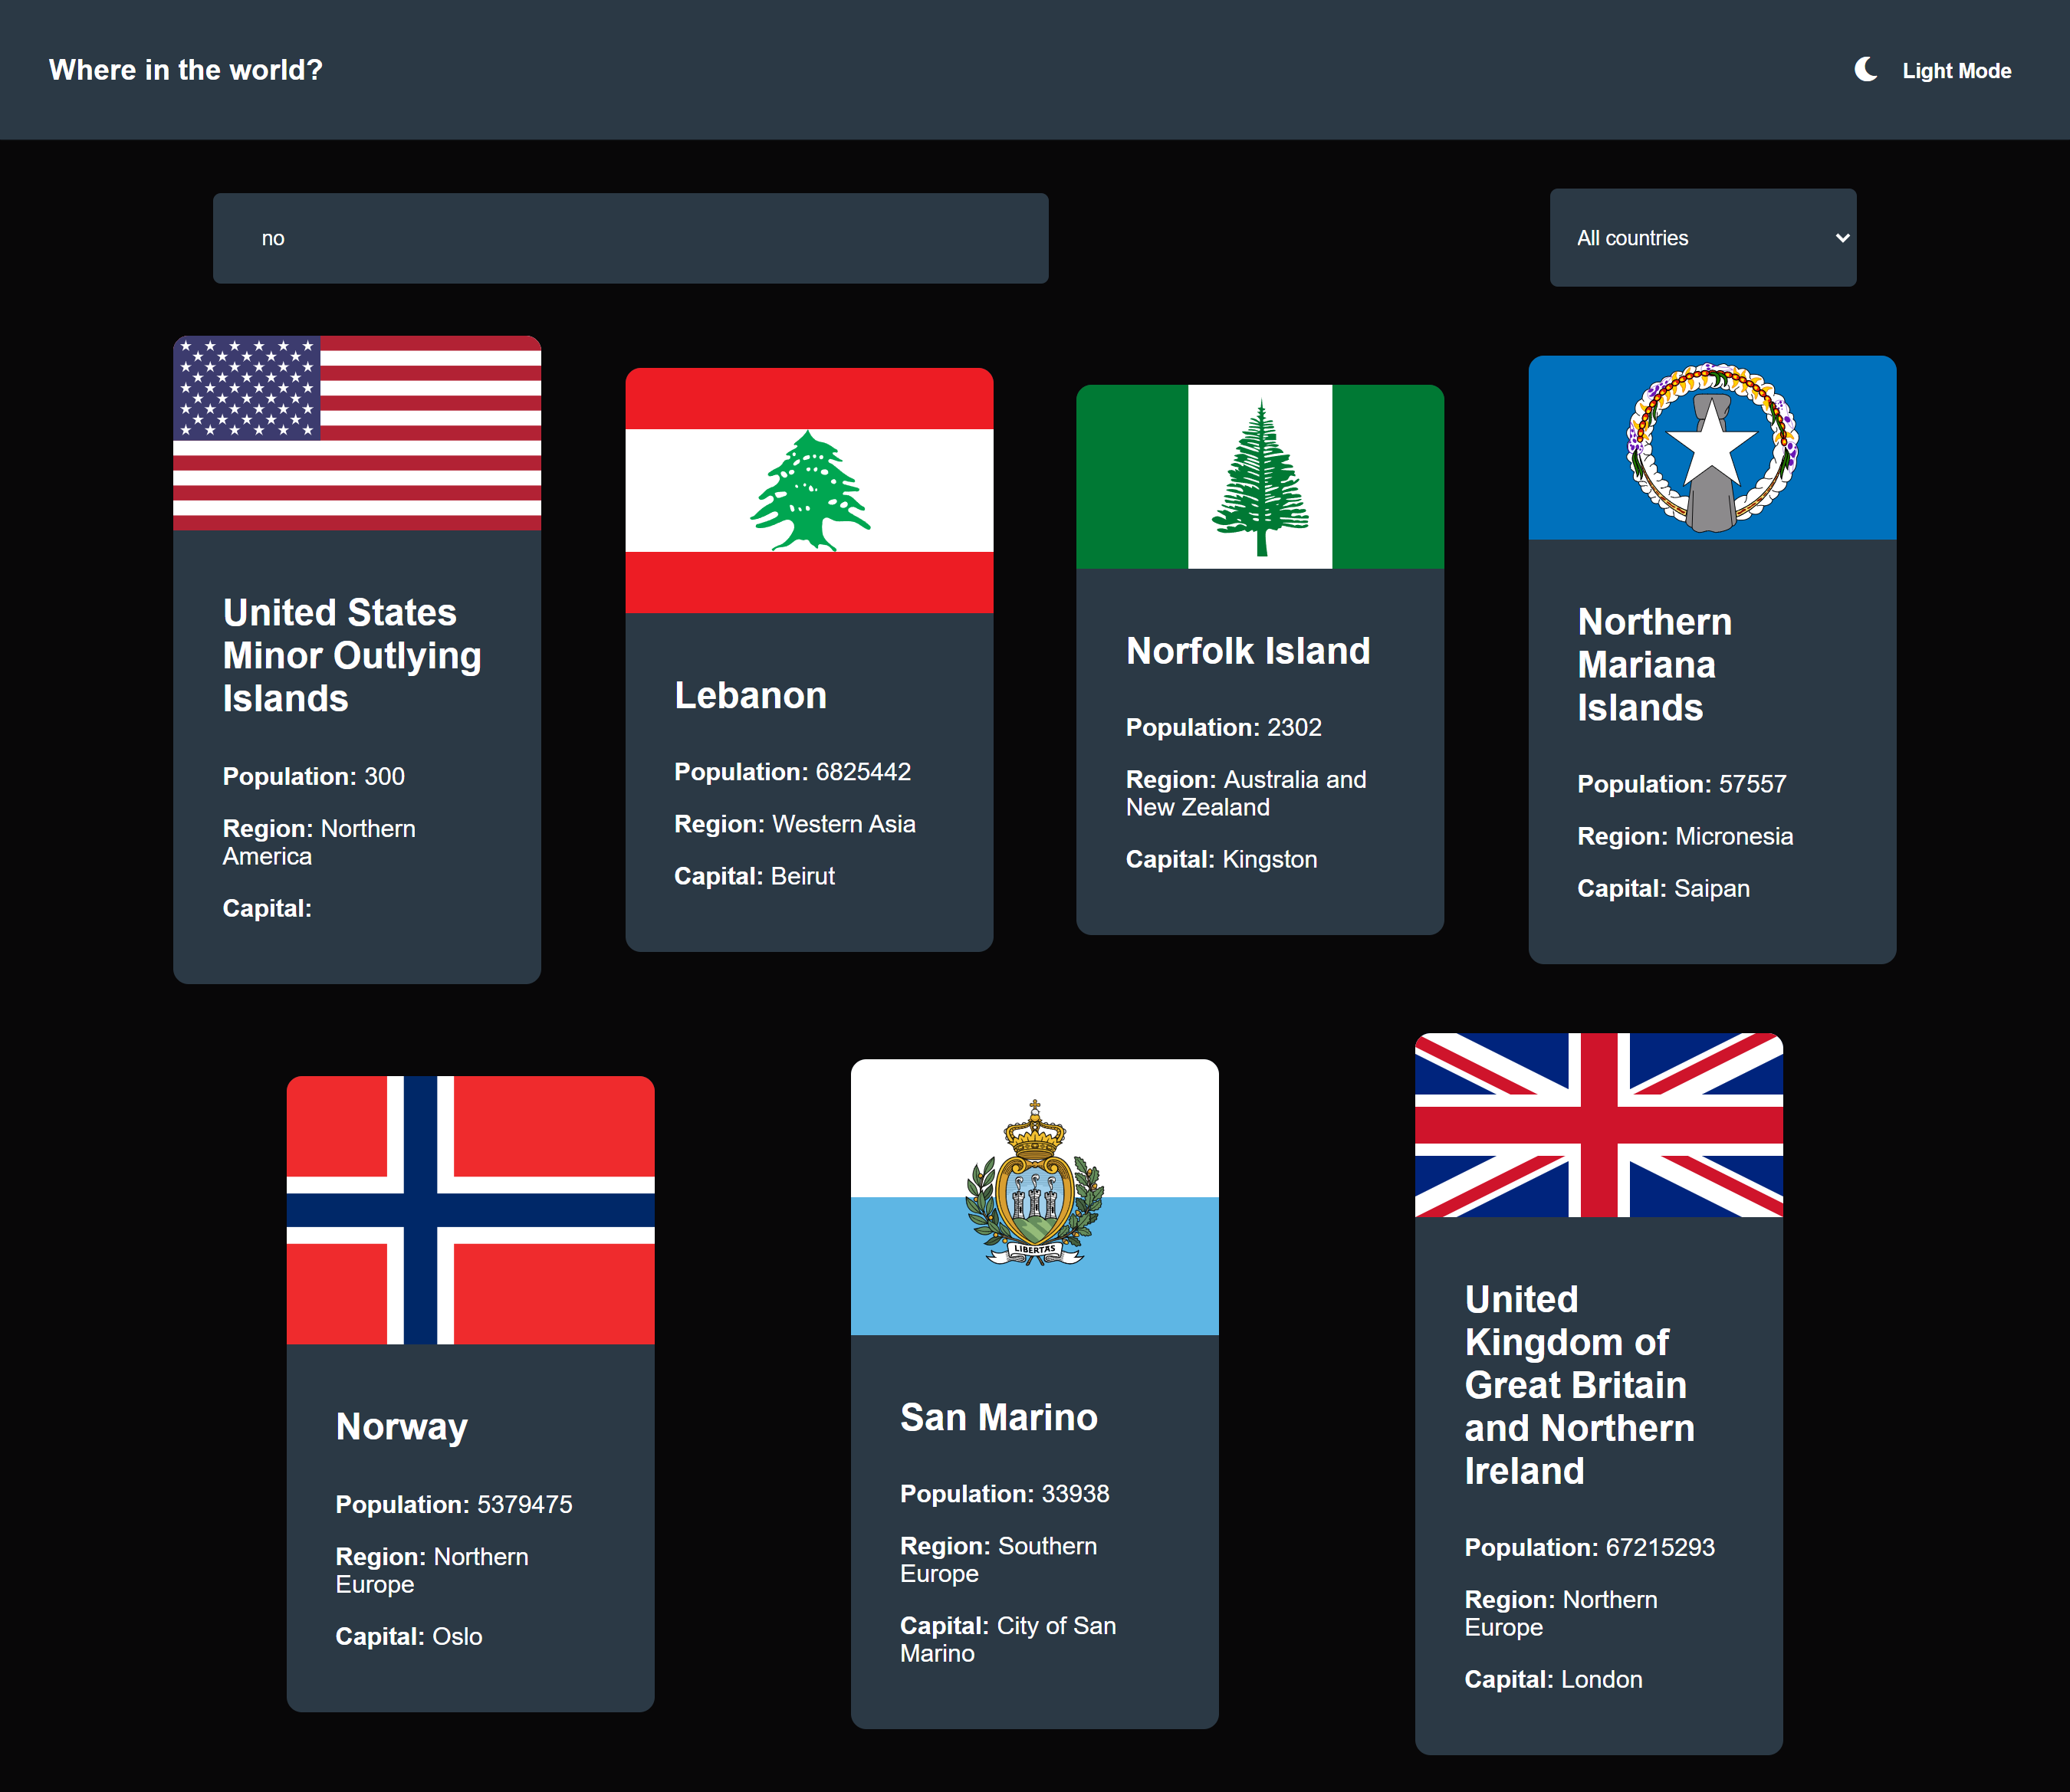 Where in the world?
Light Mode
no
All countries
United States
Minor Outlying
Islands
Population: 300
Region: Northern
America
Capital:
Lebanon
Population: 6825442
Region: Western Asia
Capital: Beirut
Norfolk Island
Population: 2302
Region: Australia and
New Zealand
Capital: Kingston
Northern
Mariana
Islands
Population: 57557
Region: Micronesia
Capital: Saipan
Norway
Population: 5379475
Region: Northern
Europe
Capital: Oslo
LIBERTAS
San Marino
Population: 33938
Region: Southern
Europe
Capital: City of San
Marino
United
Kingdom of
Great Britain
and Northern
Ireland
Population: 67215293
Region: Northern
Europe
Capital: London